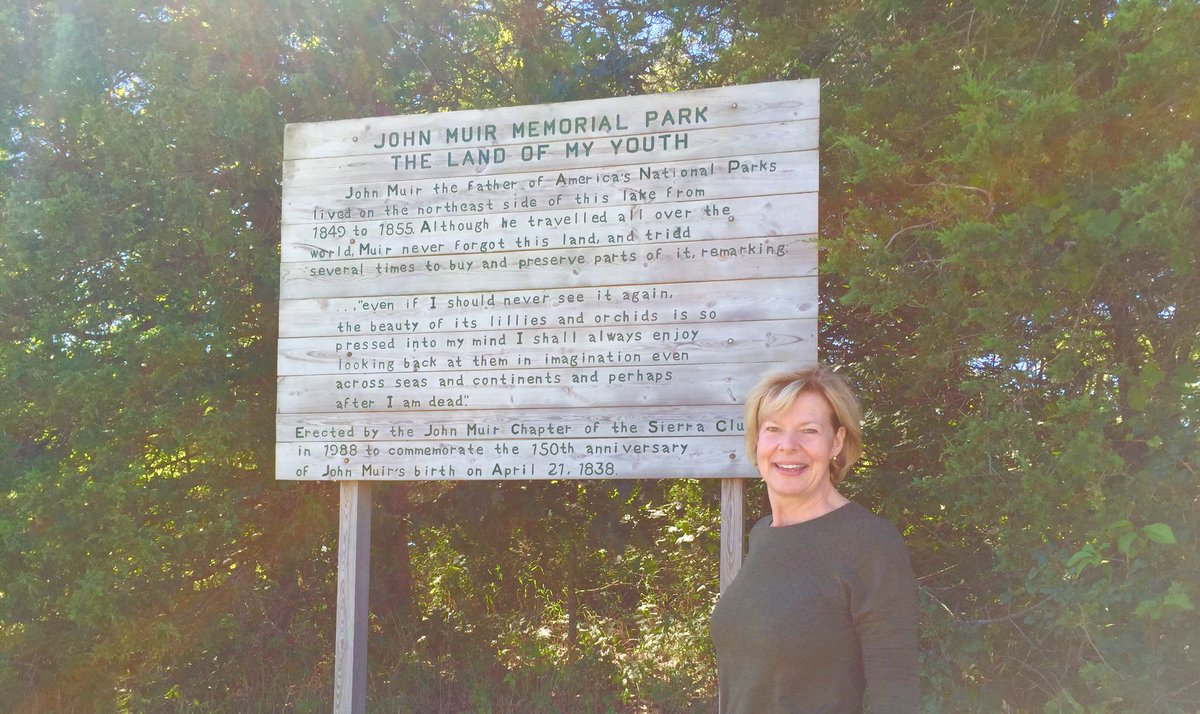 JOHN MUIR MEMORIAL PARK
THE LAND OF MY YOUTH
John Muir the father of America's National Parks
lived on the northeast side of this lake from
1849 to 1855. Although he travelled all over the
world, Muir never forgot this land, and tridd
several times to buy and preserve parts of it, remarking:
..."even if I should never see it again,
the beauty of its lillies and orchids is so
pressed into my mind I shall always enjoy
looking back at them in imagination even
across seas and continents and perhaps
after I am dead."
Erected by the John Muir Chapter of the Sierra Clu
in 1988 to commemorate the 150th anniversary
of John Muir's birth on April 21, 1838.